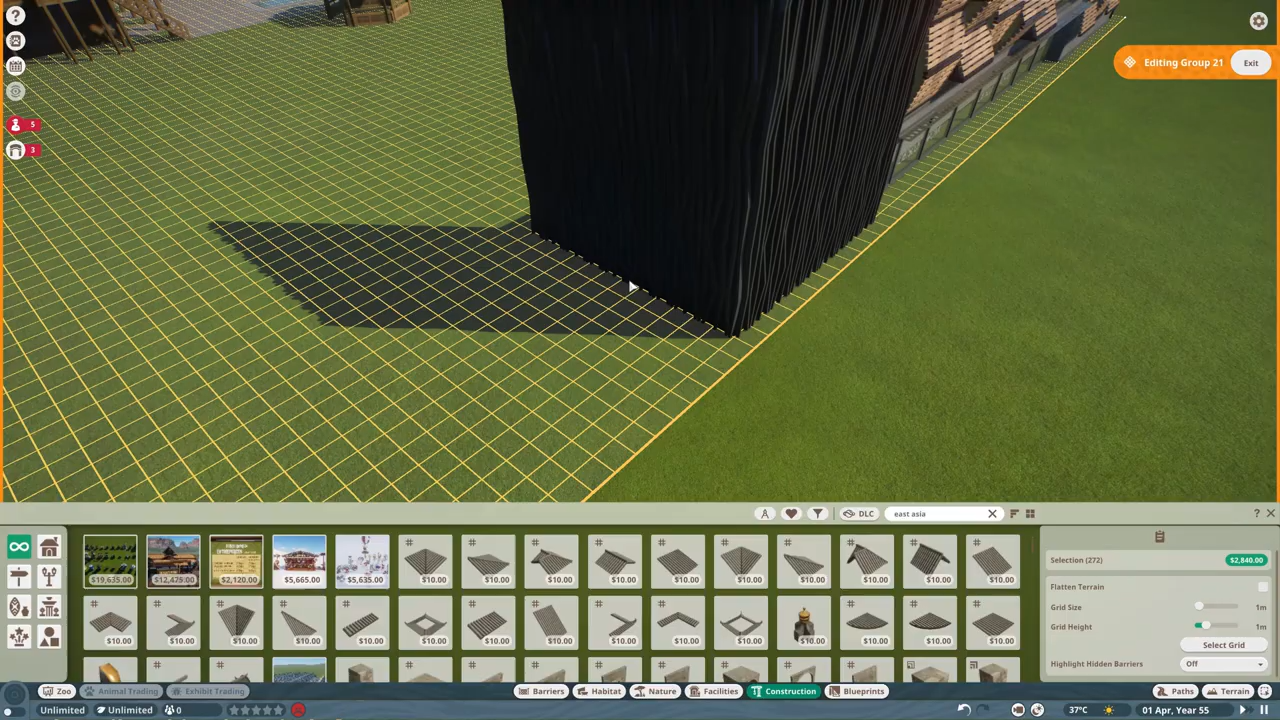 ?
Editing Group 21 Exit
5
3
DLC east asia ?
$19,635.00 $12,425.00 $2,120.00 $5,665.00 $5,635.00 $10.00 $10.00 $10.00 $10.00 $10.00 $10.00 $10.00 $10.00 $10.00 $10.00
$10.00 $10.00 $10.00 $10.00 $10.00 $10.00 $10.00 $10.00 $10.00 $10.00 $10.00 $10.00 $10.00 $10.00 $10.00
Selection (272) $2,840.00
Flatten Terrain
Grid Size 1m
Grid Height 1m
Select Grid
Highlight Hidden Barriers Off
Zoo Animal Trading Exhibit Trading Barriers Habitat Nature Facilities Construction Blueprints Paths Terrain
Unlimited Unlimited 0 37°C 01 Apr, Year 55